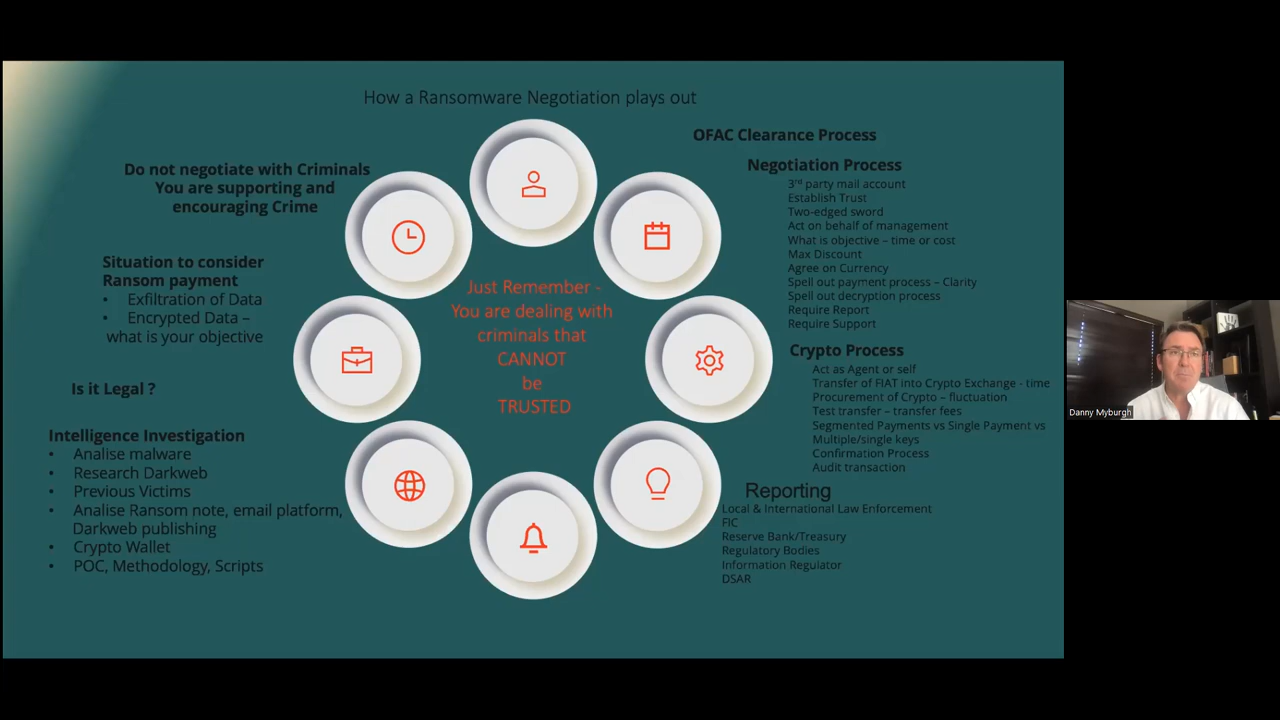 How a Ransomware Negotiation plays out
Do not negotiate with Criminals
You are supporting and
encouraging Crime
Situation to consider
Ransom payment
• Exfiltration of Data
• Encrypted Data –
what is your objective
Is it Legal ?
Intelligence Investigation
• Analise malware
• Research Darkweb
• Previous Victims
• Analise Ransom note, email platform,
Darkweb publishing
• Crypto Wallet
• POC, Methodology, Scripts
Just Remember -
You are dealing with
criminals that
CANNOT
be
TRUSTED
OFAC Clearance Process
Negotiation Process
3rd party mail account
Establish Trust
Two-edged sword
Act on behalf of management
What is objective – time or cost
Max Discount
Agree on Currency
Spell out payment process – Clarity
Spell out decryption process
Require Report
Require Support
Crypto Process
Act as Agent or self
Transfer of FIAT into Crypto Exchange - time
Procurement of Crypto – fluctuation
Test transfer – transfer fees
Segmented Payments vs Single Payment vs
Multiple/single keys
Confirmation Process
Audit transaction
Reporting
Local & International Law Enforcement
FIC
Reserve Bank/Treasury
Regulatory Bodies
Information Regulator
DSAR
Danny Myburgh